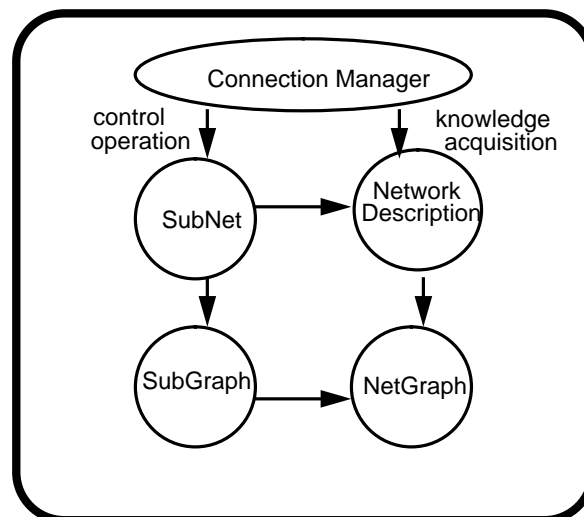 Connection Manager
control
operation
knowledge
acquisition
SubNet
Network
Description
SubGraph
NetGraph